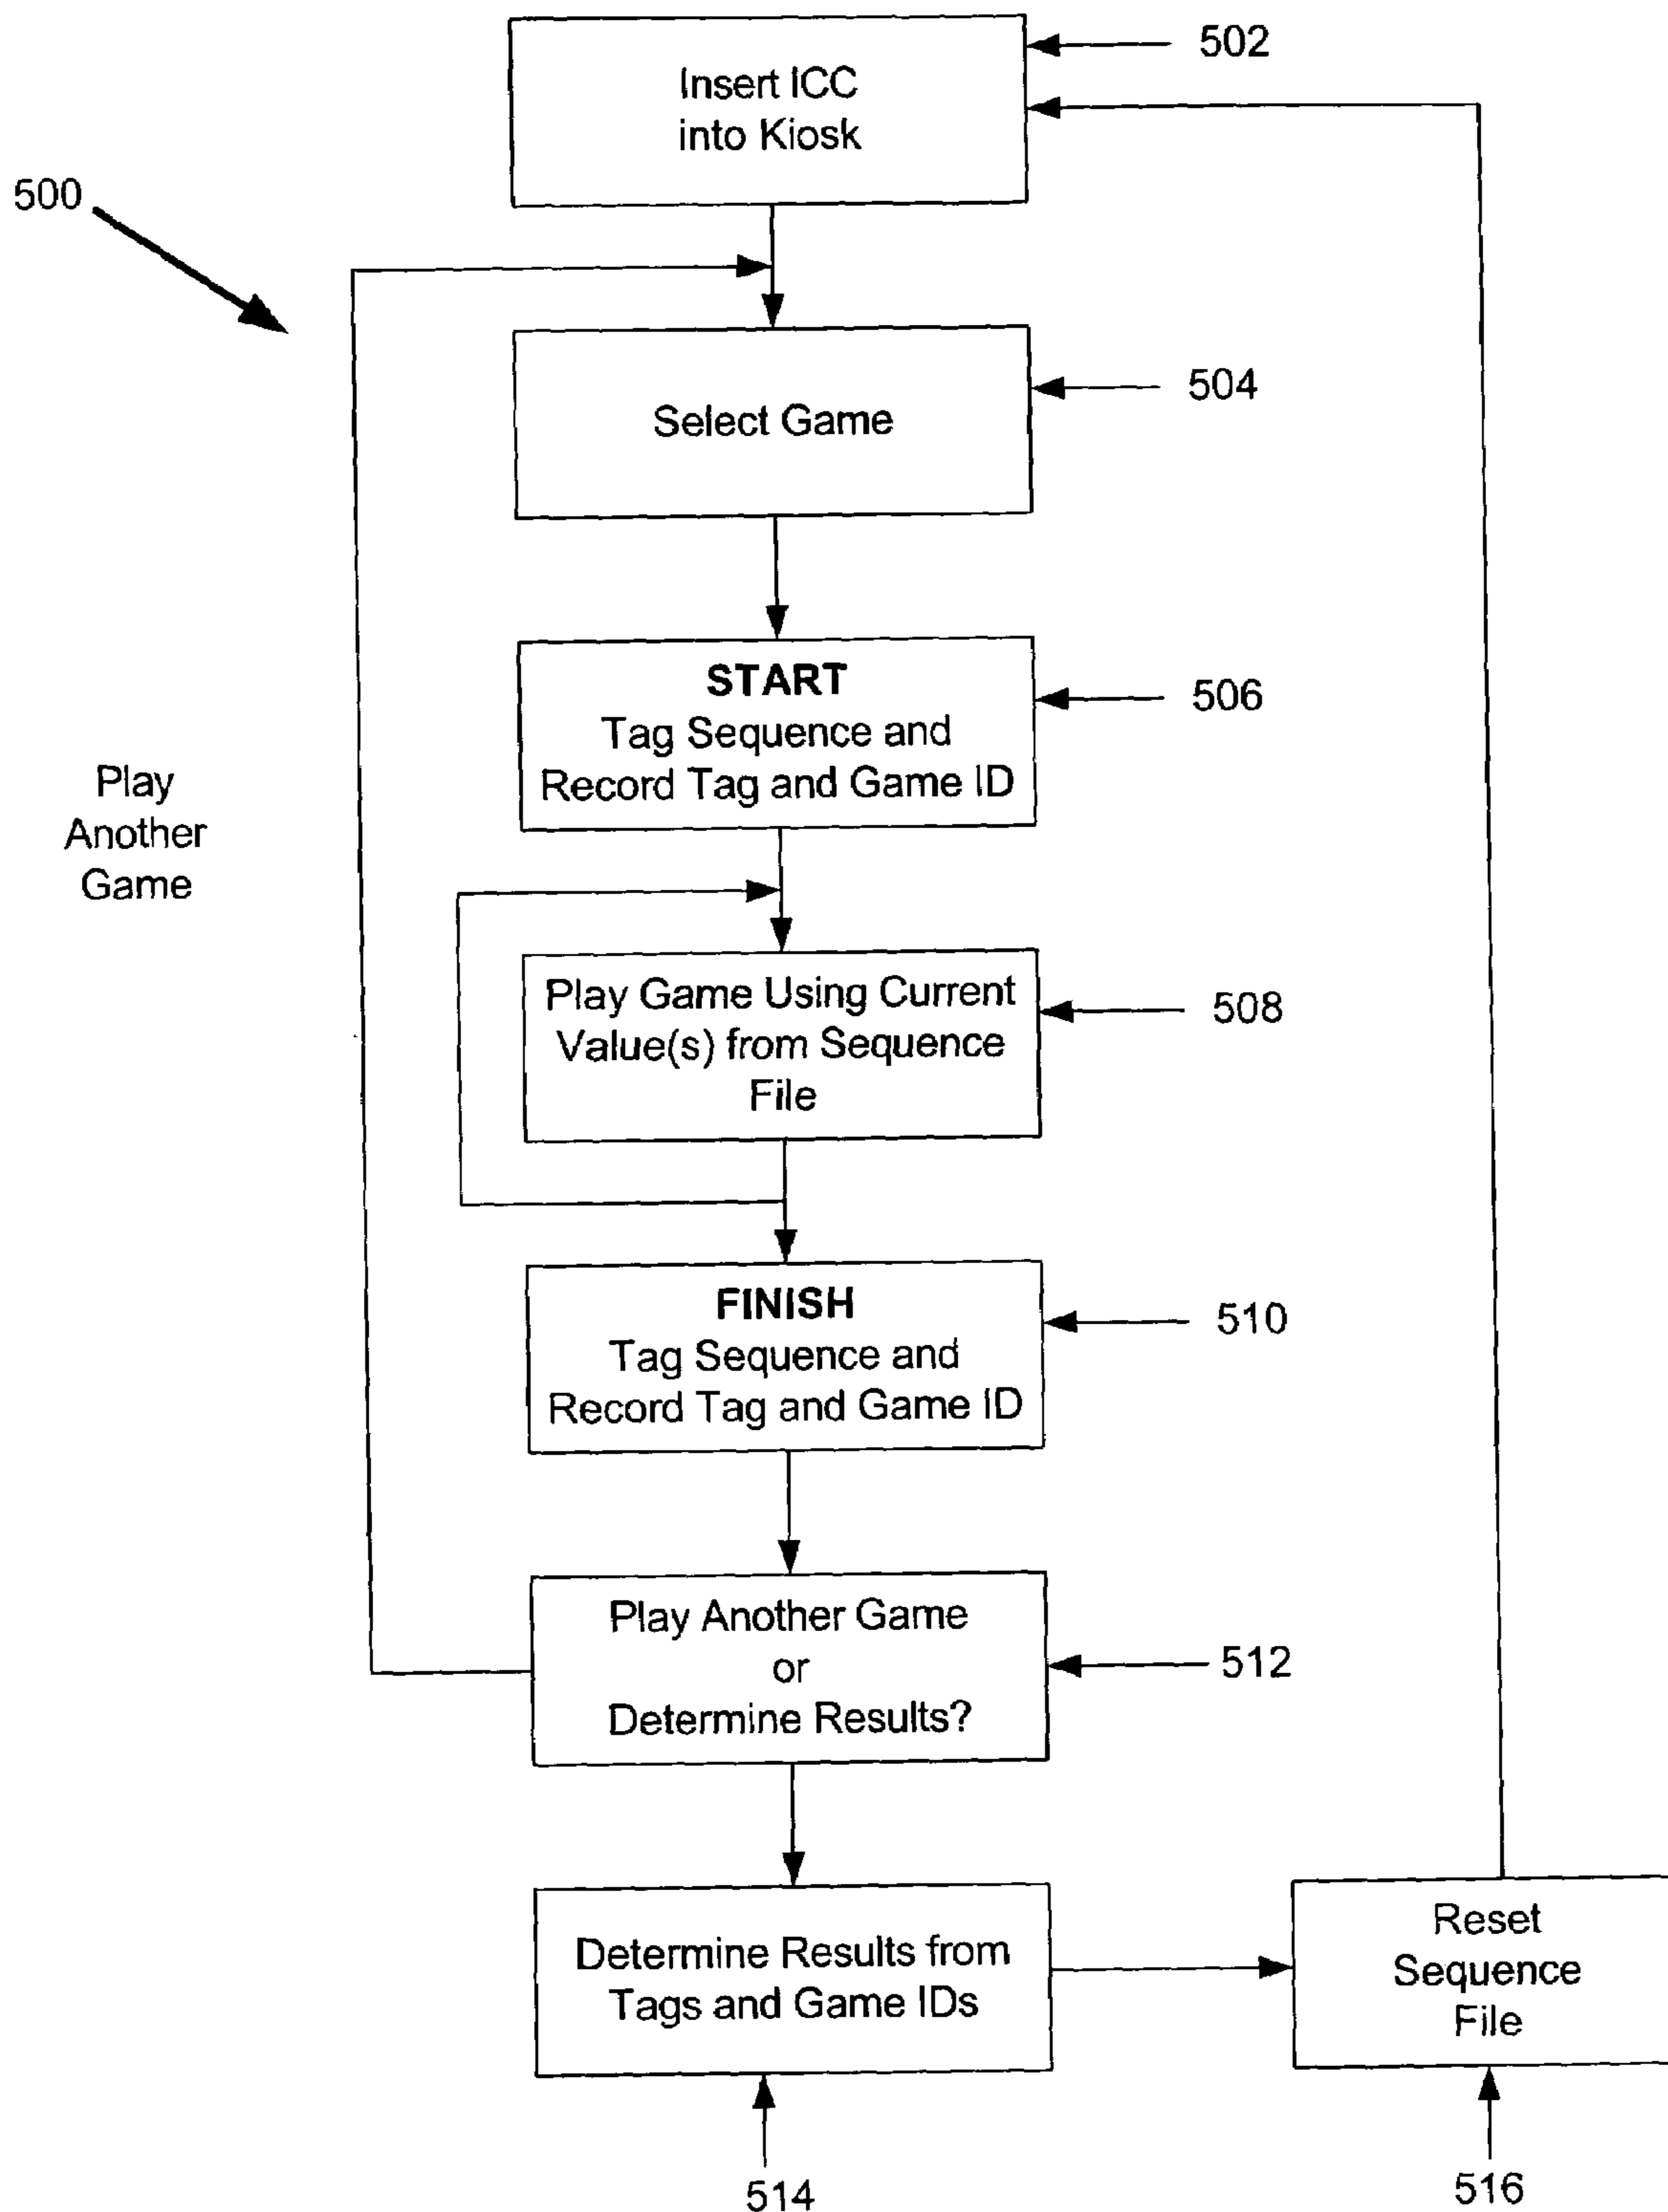 Insert ICC
into Kiosk
502
500
Select Game
504
START
Tag Sequence and
Record Tag and Game ID
506
Play
Another
Game
Play Game Using Current
Value(s) from Sequence
File
508
FINISH
Tag Sequence and
Record Tag and Game ID
510
Play Another Game
or
Determine Results?
512
Determine Results from
Tags and Game IDs
514
Reset
Sequence
File
516